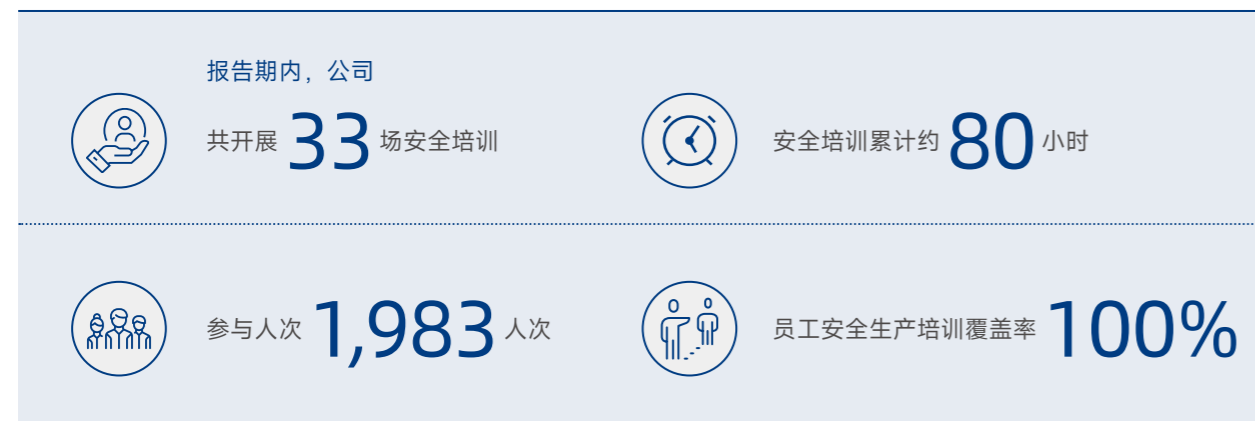 报告期内，公司
共开展 33 场安全培训
安全培训累计约 80 小时
参与人次 1,983 人次
员工安全生产培训覆盖率 100%